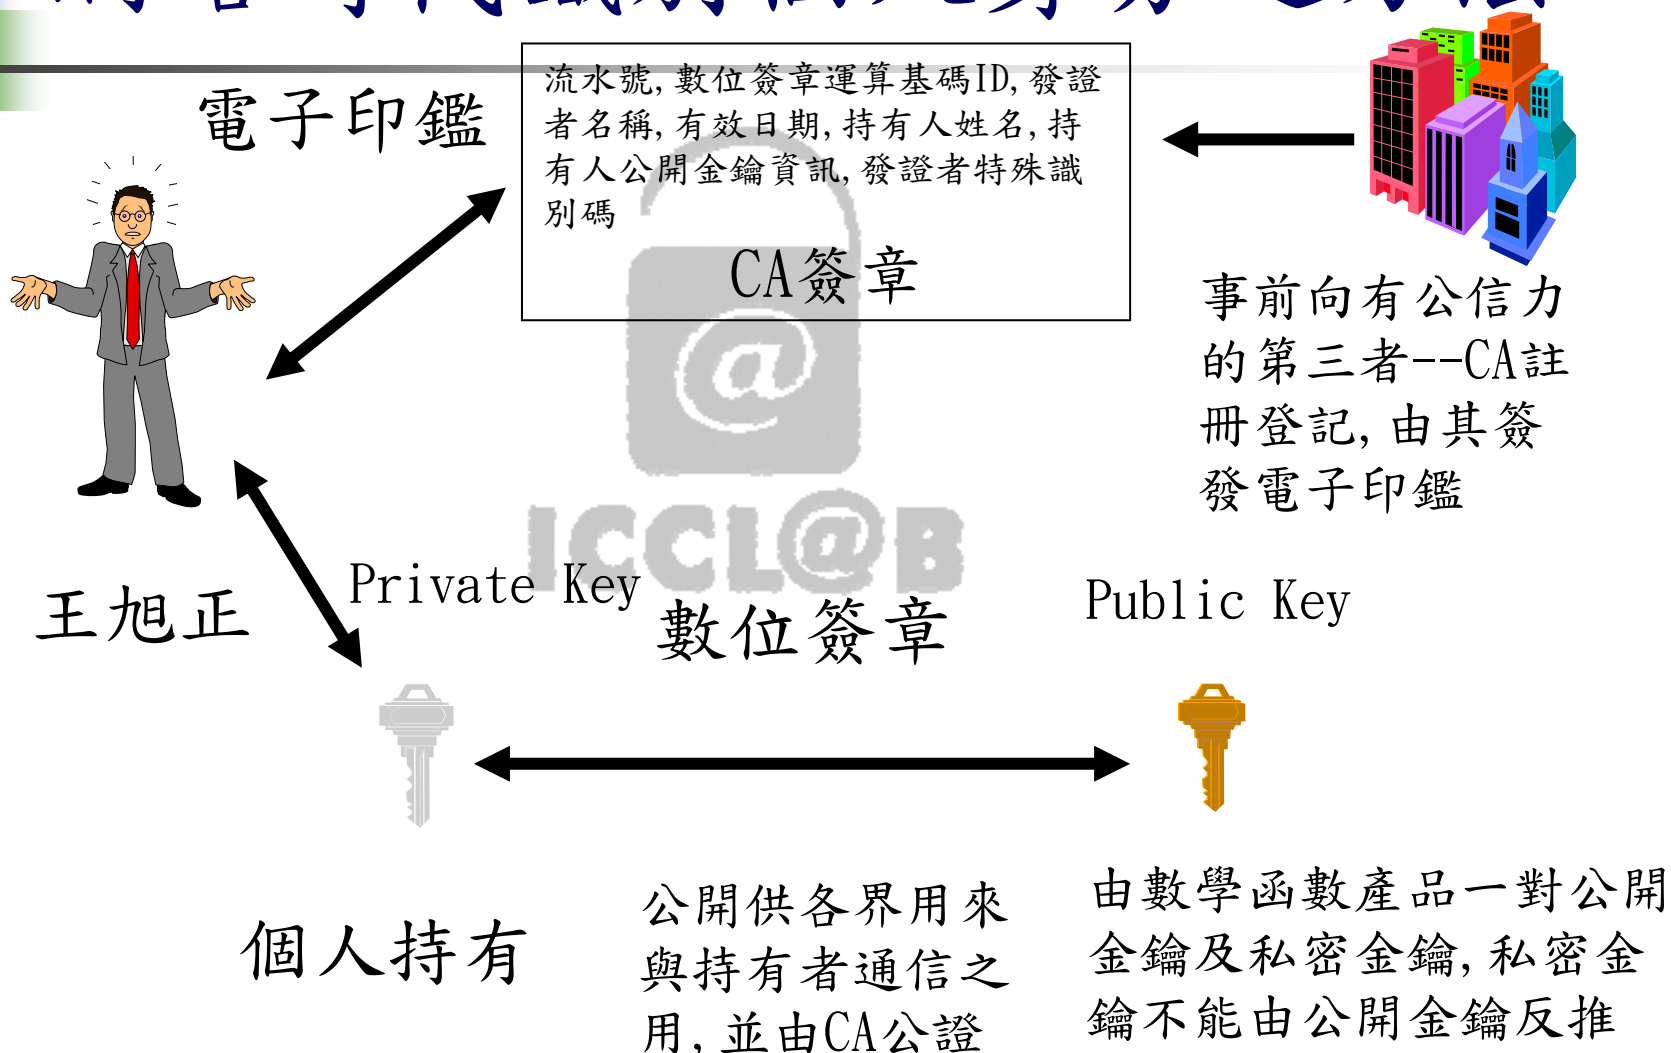 電子印鑑
流水號,數位簽章運算基碼ID,發證
者名稱,有效日期,持有人姓名,持
有人公開金鑰資訊,發證者特殊識
別碼
CA簽章
事前向有公信力
的第三者--CA註
冊登記,由其簽
發電子印鑑
@
ICCL@B
王旭正
Private Key
數位簽章
Public Key
個人持有
公開供各界用來
與持有者通信之
用,並由CA公證
由數學函數產品一對公開
金鑰及私密金鑰,私密金
鑰不能由公開金鑰反推